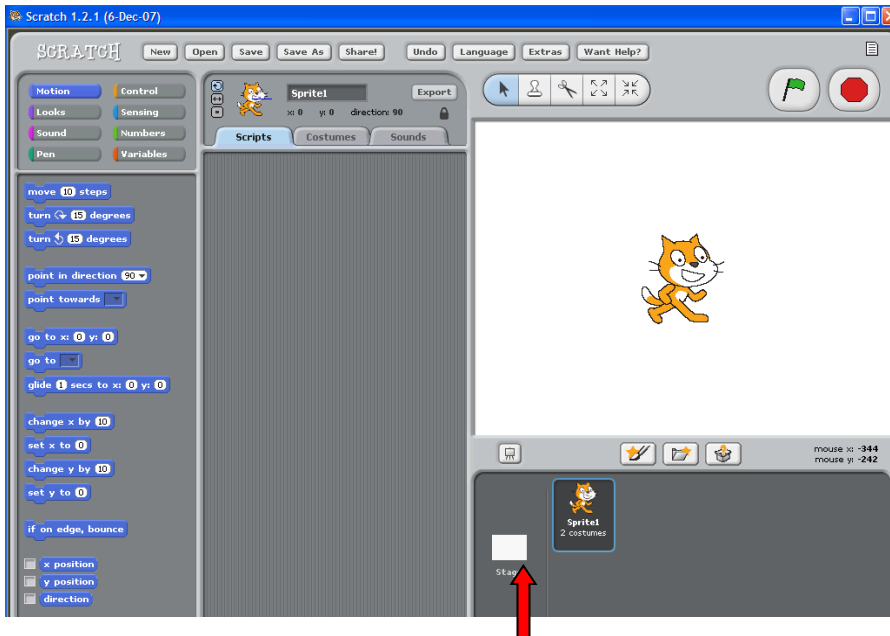 Scratch 1.2.1 (6-Dec-07)
SCRATCH New Open Save Save As Share! Undo Language Extras Want Help?
Motion Control
Looks Sensing
Sound Numbers
Pen Variables
Sprite1 Export
x: 0 y: 0 direction: 90
Scripts Costumes Sounds
move 10 steps
turn 15 degrees
turn 15 degrees
point in direction 90
point towards
go to x: 0 y: 0
go to
glide 1 secs to x: 0 y: 0
change x by 10
set x to 0
change y by 10
set y to 0
if on edge, bounce
x position
y position
direction
mouse x: -344
mouse y: -242
Sprite1
2 costumes